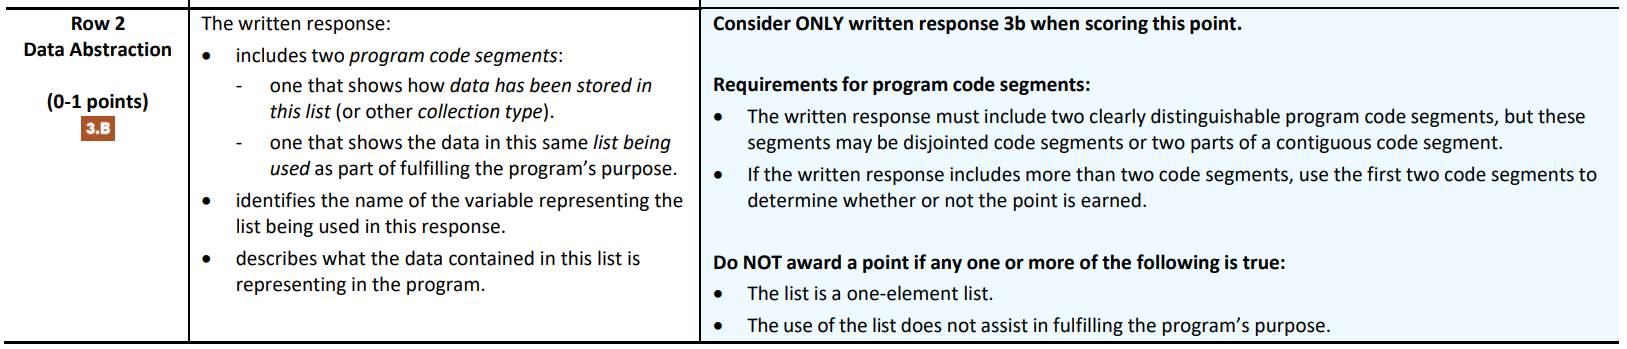 Row 2
Data Abstraction
(0-1 points)
3.B
The written response:
• includes two program code segments:
- one that shows how data has been stored in
this list (or other collection type).
- one that shows the data in this same list being
used as part of fulfilling the program's purpose.
• identifies the name of the variable representing the
list being used in this response.
• describes what the data contained in this list is
representing in the program.
Consider ONLY written response 3b when scoring this point.
Requirements for program code segments:
• The written response must include two clearly distinguishable program code segments, but these
segments may be disjointed code segments or two parts of a contiguous code segment.
• If the written response includes more than two code segments, use the first two code segments to
determine whether or not the point is earned.
Do NOT award a point if any one or more of the following is true:
• The list is a one-element list.
• The use of the list does not assist in fulfilling the program's purpose.